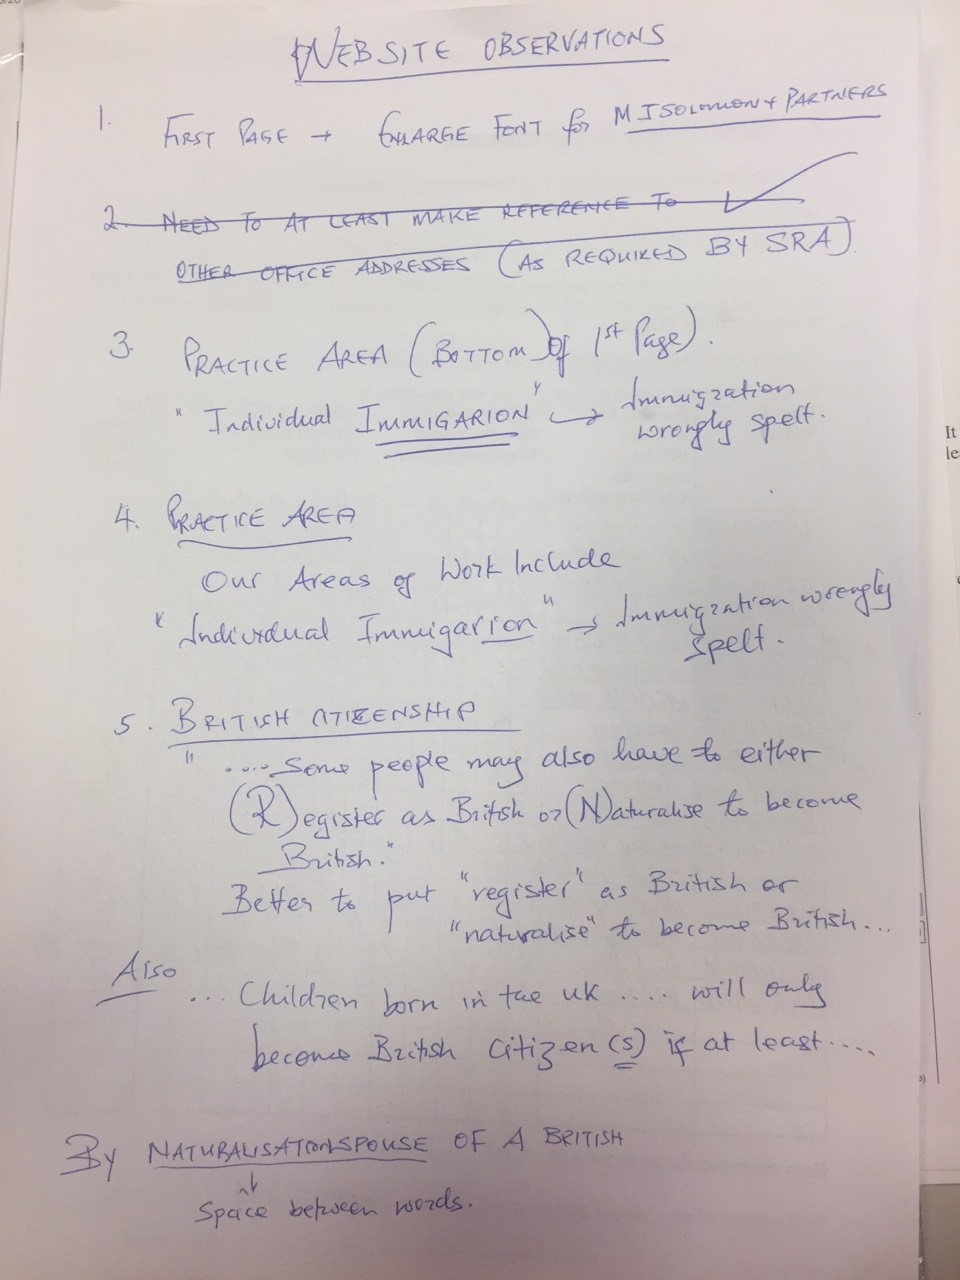 WEBSITE OBSERVATIONS
1. FIRST PAGE → ENLARGE FONT for M I SOLOMON & PARTNERS
2. NEED TO AT LEAST MAKE REFERENCE TO ✓
OTHER OFFICE ADDRESSES (AS REQUIRED BY SRA).
3. PRACTICE AREA (BOTTOM of 1st Page).
"Individual IMMIGARION" → Immigration
wrongly spelt.
4. PRACTICE AREA
Our Areas of Work Include
"Individual Immigarion" → Immigration wrongly
spelt.
5. BRITISH CITIZENSHIP
".... Some people may also have to either
(R)egister as British or (N)aturalise to become
British."
Better to put "register" as British or
"naturalise" to become British...
Also
... Children born in the UK .... will only
become British Citizen(s) if at least....
By NATURALISATIONSPOUSE OF A BRITISH
Space between words.
It
le